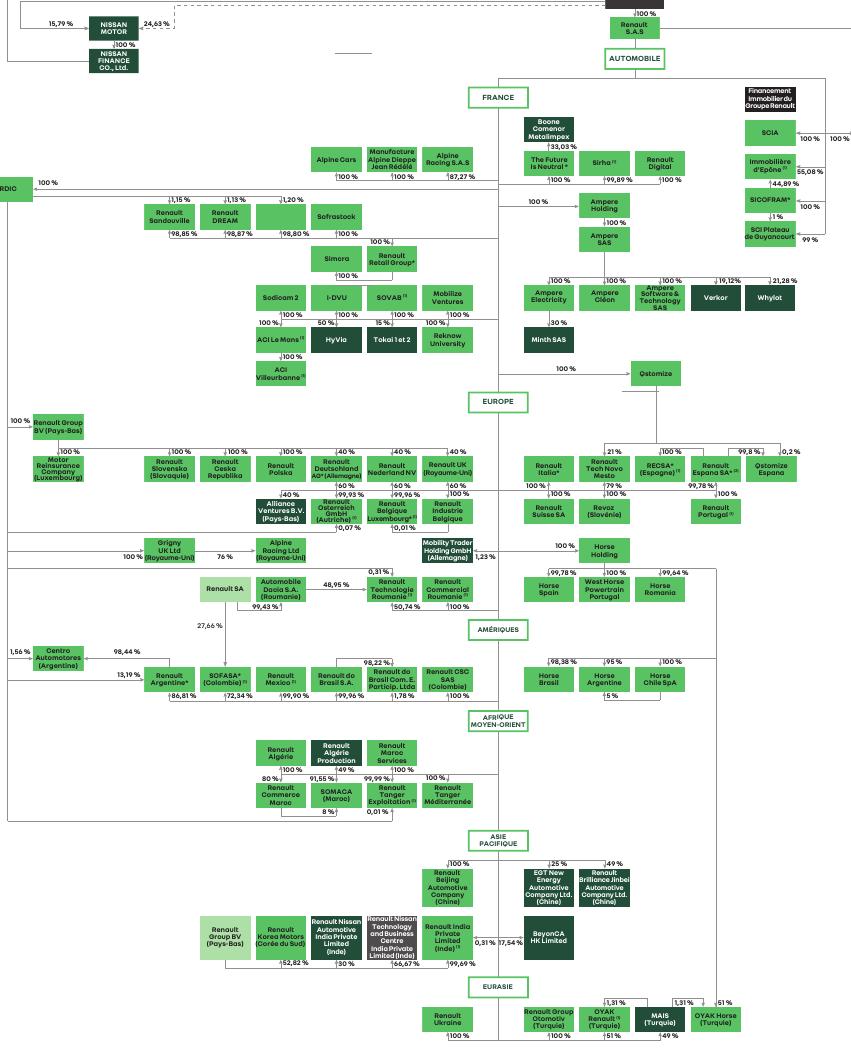 100 %
15,79 %
NISSAN
MOTOR
24,63 %
Renault
S.A.S
100 %
NISSAN
FINANCE
CO., Ltd.
AUTOMOBILE
FRANCE
Financement
Immobilier du
Groupe Renault
Boone
Comenor
Metalimpex
SCIA
100 %
100 %
33,03 %
Alpine Cars
Manufacture
Alpine Dieppe
Jean Rédélé
Alpine
Racing S.A.S
The Future
is Neutral *
Sirha (1)
Renault
Digital
Immobilière
d'Epône (1)
55,08 %
100 %
100 %
87,27 %
100 %
99,89 %
100 %
44,89 %
RDIC
100 %
SICOFRAM*
100 %
1,15 %
1,13 %
1,20 %
100 %
Ampere
Holding
1 %
Renault
Sandouville
Renault
DREAM
Sofrastock
100 %
SCI Plateau
de Guyancourt
99 %
98,85 %
98,87 %
98,80 %
100 %
Ampere
SAS
100 %
Simcra
Renault
Retail Group*
100 %
100 %
100 %
100 %
19,12%
21,28 %
Sodicam 2
I-DVU
SOVAB (1)
Mobilize
Ventures
Ampere
Electricity
Ampere
Cléon
Ampere
Software &
Technology
SAS
Verkor
Whylot
100 %
100 %
100 %
100 %
100 %
50 %
15 %
100 %
30 %
ACI Le Mans (1)
HyVia
Tokai 1 et 2
Reknow
University
Minth SAS
100 %
ACI
Villeurbanne (1)
100 %
Qstomize
EUROPE
100 %
Renault Group
BV (Pays-Bas)
100 %
100 %
100 %
100 %
40 %
40 %
40 %
21 %
100 %
99,8 %
0,2 %
Motor
Reinsurance
Company
(Luxembourg)
Renault
Slovensko
(Slovaquie)
Renault
Ceska
Republika
Renault
Polska
Renault
Deutschland
AG* (Allemagne)
Renault
Nederland NV
Renault UK
(Royaume-Uni)
Renault
Italia*
Renault
Tech Novo
Mesto
RECSA*
(Espagne) (1)
Renault
Espana SA* (2)
Qstomize
Espana
60 %
60 %
60 %
100 %
79 %
99,78 %
40 %
99,93 %
99,96 %
100 %
100 %
100 %
100 %
Alliance
Ventures B.V.
(Pays-Bas)
Renault
Österreich
GmbH
(Autriche) (1)
Renault
Belgique
Luxembourg* (1)
Renault
Industrie
Belgique
Renault
Suisse SA
Revoz
(Slovénie)
Renault
Portugal (1)
0,07 %
0,01 %
Grigny
UK Ltd
(Royaume-Uni)
Alpine
Racing Ltd
(Royaume-Uni)
Mobility Trader
Holding GmbH
(Allemagne)
100 %
Horse
Holding
100 %
76 %
1,23 %
0,31 %
99,78 %
100 %
99,64 %
Renault SA
Automobile
Dacia S.A.
(Roumanie)
48,95 %
Renault
Technologie
Roumanie (1)
Renault
Commercial
Roumanie (1)
Horse
Spain
West Horse
Powertrain
Portugal
Horse
Romania
99,43 %
50,74 %
100 %
27,66 %
AMÉRIQUES
1,56 %
Centro
Automotores
(Argentine)
98,44 %
98,22 %
98,38 %
95 %
100 %
13,19 %
Renault
Argentine*
SOFASA*
(Colombie) (1)
Renault
Mexico (1)
Renault do
Brasil S.A.
Renault do
Brasil Com. E.
Particip. Ltda
Renault CSC
SAS
(Colombie)
Horse
Brasil
Horse
Argentine
Horse
Chile SpA
86,81 %
72,34 %
99,90 %
99,96 %
1,78 %
100 %
5 %
AFRIQUE
MOYEN-ORIENT
Renault
Algérie
Renault
Algérie
Production
Renault
Maroc
Services
100 %
49 %
100 %
80 %
91,55 %
99,99 %
100 %
Renault
Commerce
Maroc
SOMACA
(Maroc)
Renault
Tanger
Exploitation (1)
Renault
Tanger
Méditerranée
8 %
0,01 %
ASIE
PACIFIQUE
100 %
25 %
49 %
Renault
Beijing
Automotive
Company
(Chine)
EGT New
Energy
Automotive
Company Ltd.
(Chine)
Renault
Brilliance Jinbei
Automotive
Company Ltd.
(Chine)
Renault
Group BV
(Pays-Bas)
Renault
Korea Motors
(Corée du Sud)
Renault Nissan
Automotive
India Private
Limited
(Inde)
Renault Nissan
Technology
and Business
Centre
India Private
Limited (Inde)
Renault India
Private
Limited
(Inde) (1)
0,31 %
17,54 %
BeyonCA
HK Limited
52,82 %
30 %
66,67 %
99,69 %
EURASIE
1,31 %
1,31 %
51 %
Renault
Ukraine
Renault Group
Otomotiv
(Turquie)
OYAK
Renault (1)
(Turquie)
MAIS
(Turquie)
OYAK Horse
(Turquie)
100 %
100 %
51 %
49 %